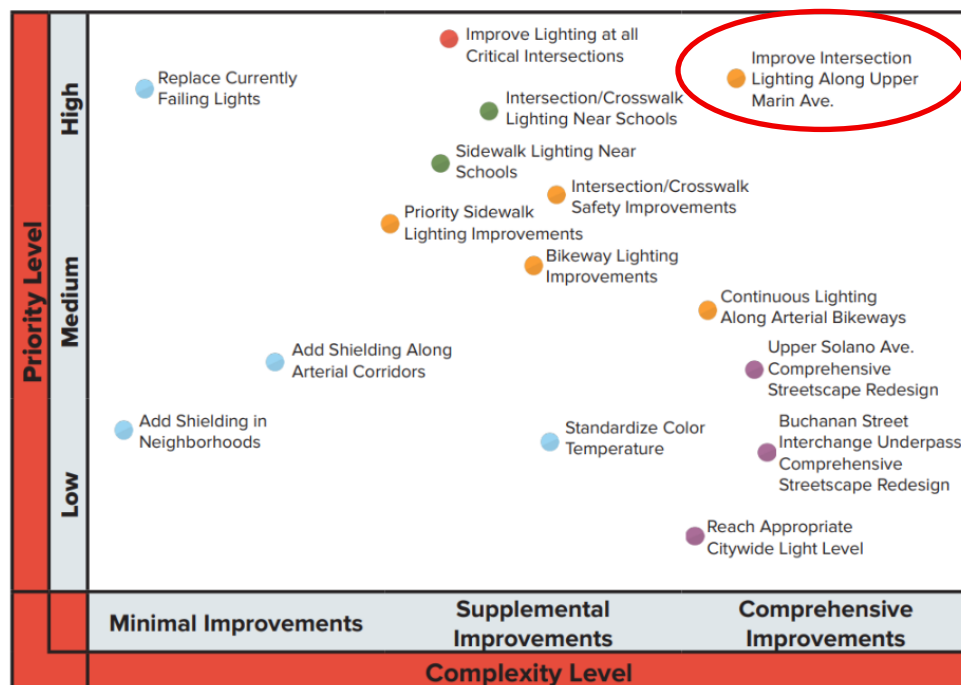 Improve Lighting at all
Critical Intersections
Improve Intersection
Lighting Along Upper
Marin Ave.
Replace Currently
Failing Lights
Intersection/Crosswalk
Lighting Near Schools
Sidewalk Lighting Near
Schools
Intersection/Crosswalk
Safety Improvements
Priority Sidewalk
Lighting Improvements
Bikeway Lighting
Improvements
Continuous Lighting
Along Arterial Bikeways
Add Shielding Along
Arterial Corridors
Upper Solano Ave.
Comprehensive
Streetscape Redesign
Add Shielding in
Neighborhoods
Standardize Color
Temperature
Buchanan Street
Interchange Underpass
Comprehensive
Streetscape Redesign
Reach Appropriate
Citywide Light Level
Priority Level
High
Medium
Low
Minimal Improvements
Supplemental
Improvements
Comprehensive
Improvements
Complexity Level